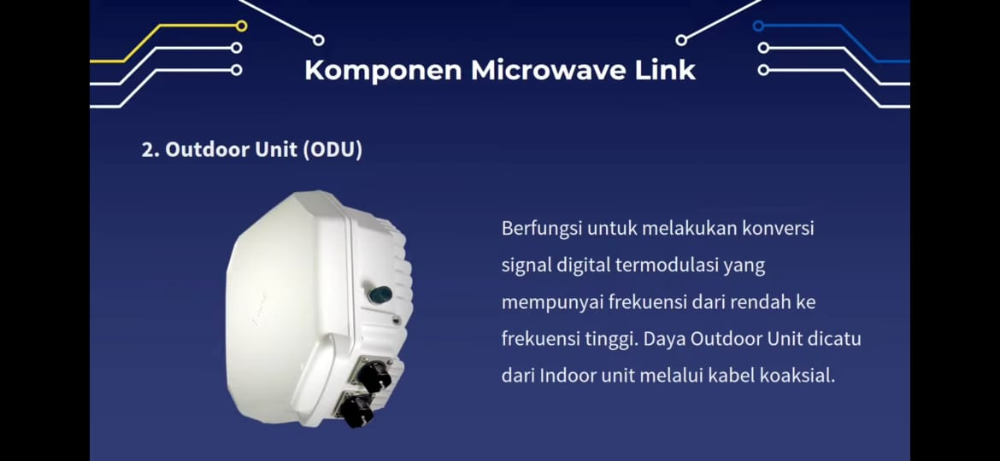 Komponen Microwave Link
2. Outdoor Unit (ODU)
Berfungsi untuk melakukan konversi
signal digital termodulasi yang
mempunyai frekuensi dari rendah ke
frekuensi tinggi. Daya Outdoor Unit dicatu
dari Indoor unit melalui kabel koaksial.